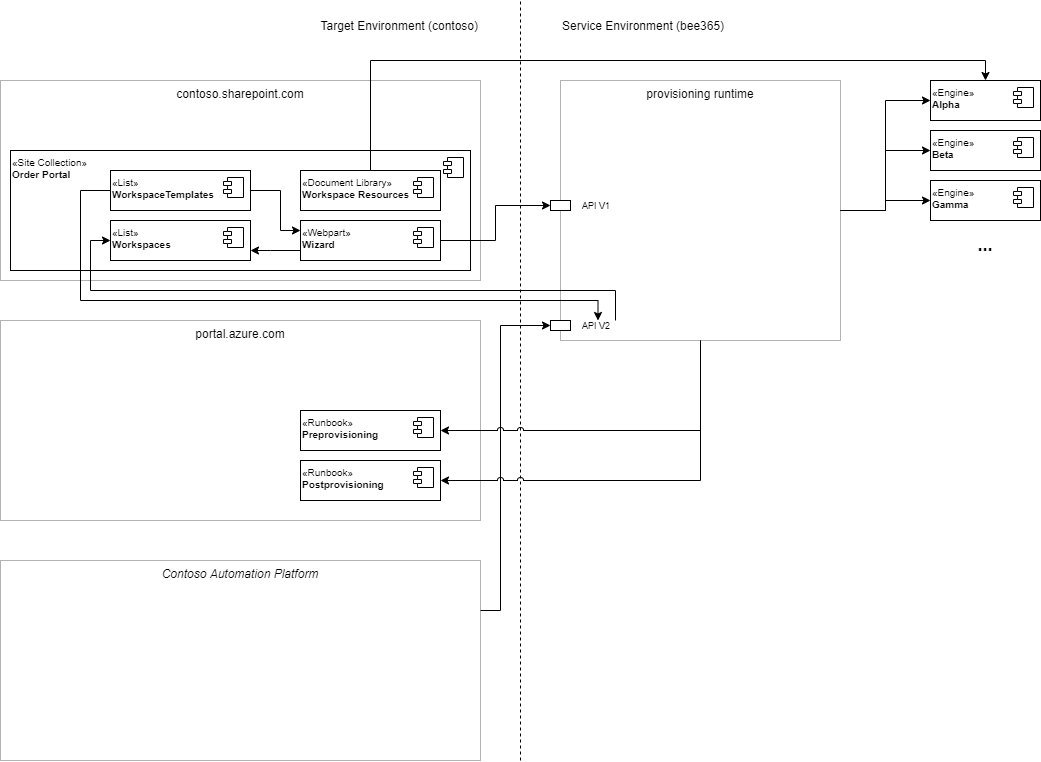 Target Environment (contoso)
Service Environment (bee365)
contoso.sharepoint.com
«Site Collection»
Order Portal
«List»
WorkspaceTemplates
«Document Library»
Workspace Resources
«List»
Workspaces
«Webpart»
Wizard
provisioning runtime
API V1
API V2
«Engine»
Alpha
«Engine»
Beta
«Engine»
Gamma
...
portal.azure.com
«Runbook»
Preprovisioning
«Runbook»
Postprovisioning
Contoso Automation Platform